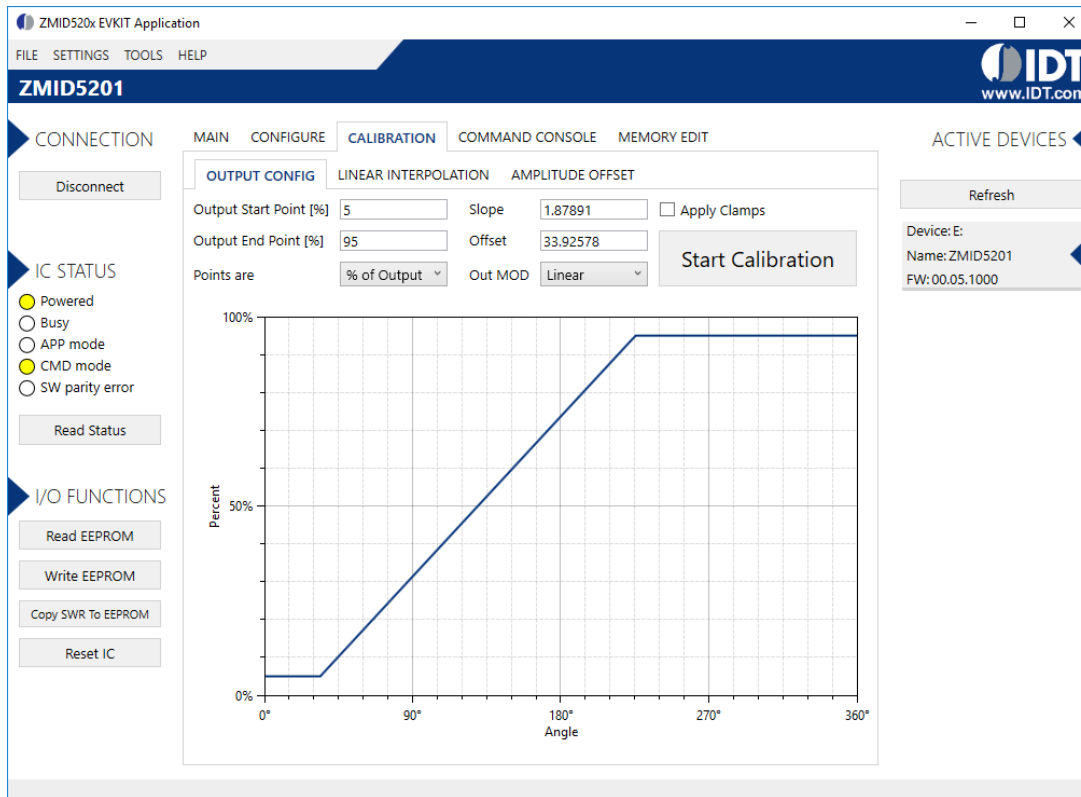 ZMID520x EVKIT Application
FILE SETTINGS TOOLS HELP
IDT
www.IDT.com
ZMID5201
CONNECTION
Disconnect
IC STATUS
Powered
Busy
APP mode
CMD mode
SW parity error
Read Status
I/O FUNCTIONS
Read EEPROM
Write EEPROM
Copy SWR To EEPROM
Reset IC
MAIN CONFIGURE CALIBRATION COMMAND CONSOLE MEMORY EDIT
OUTPUT CONFIG LINEAR INTERPOLATION AMPLITUDE OFFSET
Output Start Point [%] 5 Slope 1.87891 Apply Clamps
Output End Point [%] 95 Offset 33.92578
Start Calibration
Points are % of Output Out MOD Linear
100%
50%
0%
Percent
0° 90° 180° 270° 360°
Angle
ACTIVE DEVICES
Refresh
Device: E:
Name: ZMID5201
FW: 00.05.1000